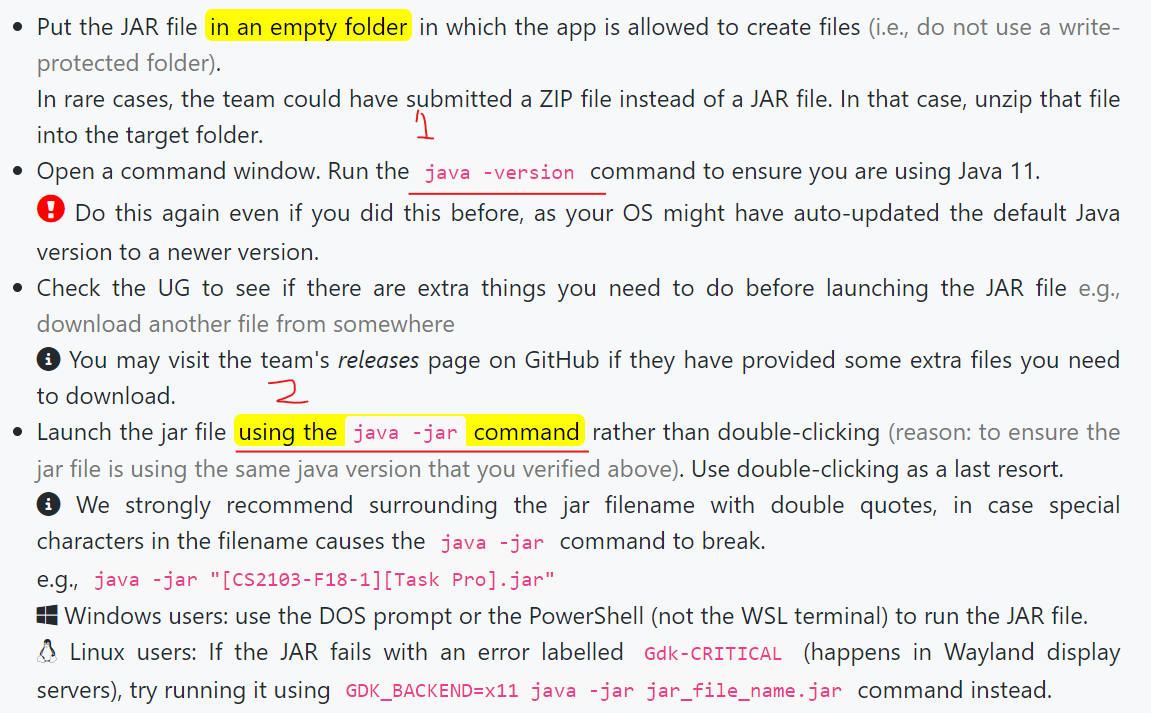 Put the JAR file in an empty folder in which the app is allowed to create files (i.e., do not use a write-
protected folder).
In rare cases, the team could have submitted a ZIP file instead of a JAR file. In that case, unzip that file
into the target folder.
1
Open a command window. Run the java -version command to ensure you are using Java 11.
Do this again even if you did this before, as your OS might have auto-updated the default Java
version to a newer version.
Check the UG to see if there are extra things you need to do before launching the JAR file e.g.,
download another file from somewhere
You may visit the team's releases page on GitHub if they have provided some extra files you need
to download.
2
Launch the jar file using the java -jar command rather than double-clicking (reason: to ensure the
jar file is using the same java version that you verified above). Use double-clicking as a last resort.
We strongly recommend surrounding the jar filename with double quotes, in case special
characters in the filename causes the java -jar command to break.
e.g., java -jar "[CS2103-F18-1][Task Pro].jar"
Windows users: use the DOS prompt or the PowerShell (not the WSL terminal) to run the JAR file.
Linux users: If the JAR fails with an error labelled Gdk-CRITICAL (happens in Wayland display
servers), try running it using GDK_BACKEND=x11 java -jar jar_file_name.jar command instead.